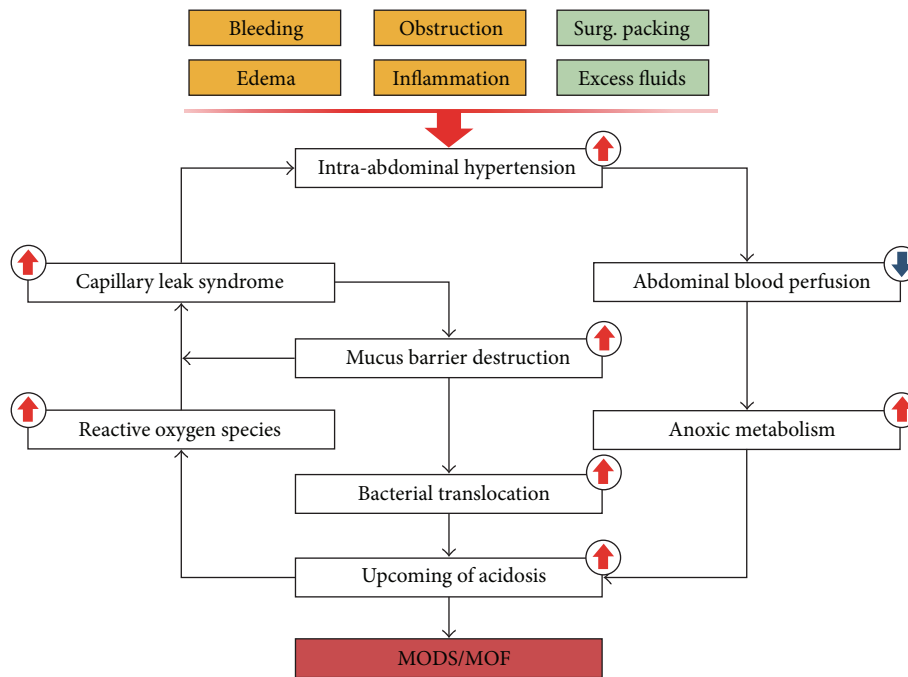 Bleeding
Obstruction
Surg. packing
Edema
Inflammation
Excess fluids
Intra-abdominal hypertension
Capillary leak syndrome
Abdominal blood perfusion
Mucus barrier destruction
Reactive oxygen species
Anoxic metabolism
Bacterial translocation
Upcoming of acidosis
MODS/MOF